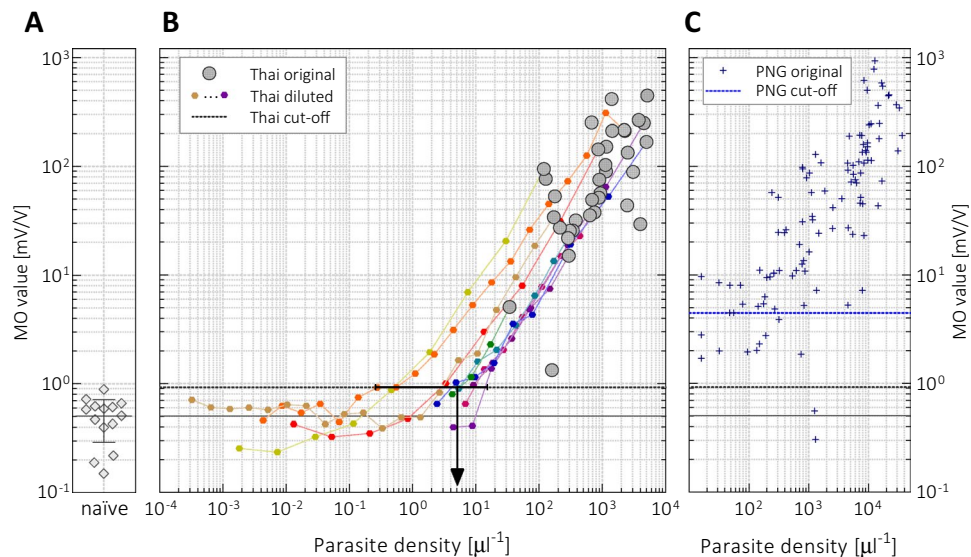 A
B
C
MO value [mV/V]
10³
10²
10¹
10⁰
10⁻¹
naïve
Thai original
Thai diluted
Thai cut-off
10⁻⁴ 10⁻³ 10⁻² 10⁻¹ 10⁰ 10¹ 10² 10³ 10⁴
Parasite density [µl⁻¹]
PNG original
PNG cut-off
10² 10³ 10⁴
Parasite density [µl⁻¹]
10³
10²
10¹
10⁰
10⁻¹
MO value [mV/V]